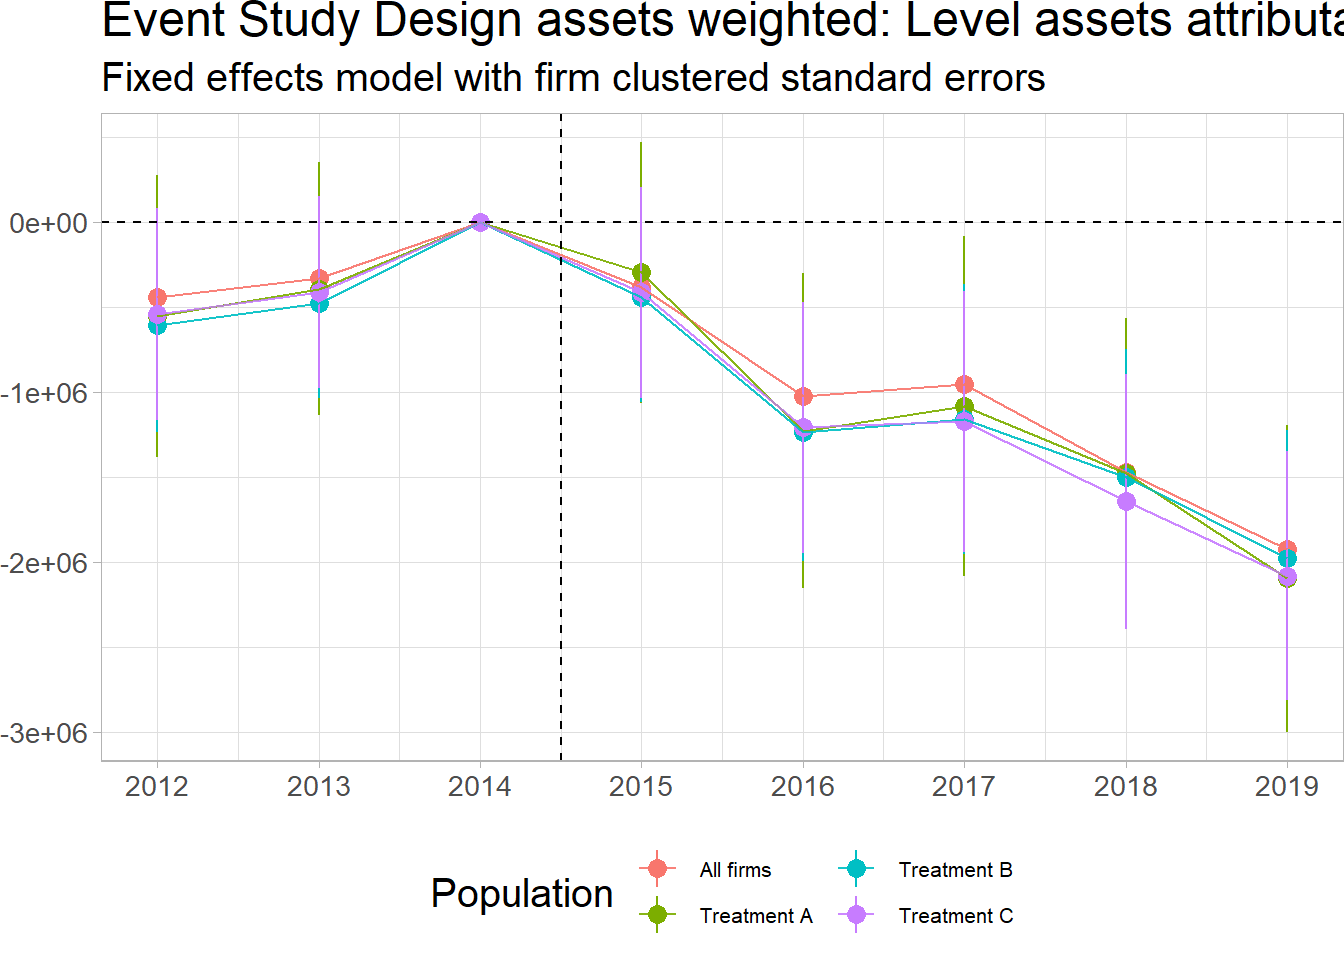 Event Study Design assets weighted: Level assets
Fixed effects model with firm clustered standard errors
0e+00
-1e+06
-2e+06
-3e+06
2012 2013 2014 2015 2016 2017 2018 2019
Population
All firms
Treatment A
Treatment B
Treatment C